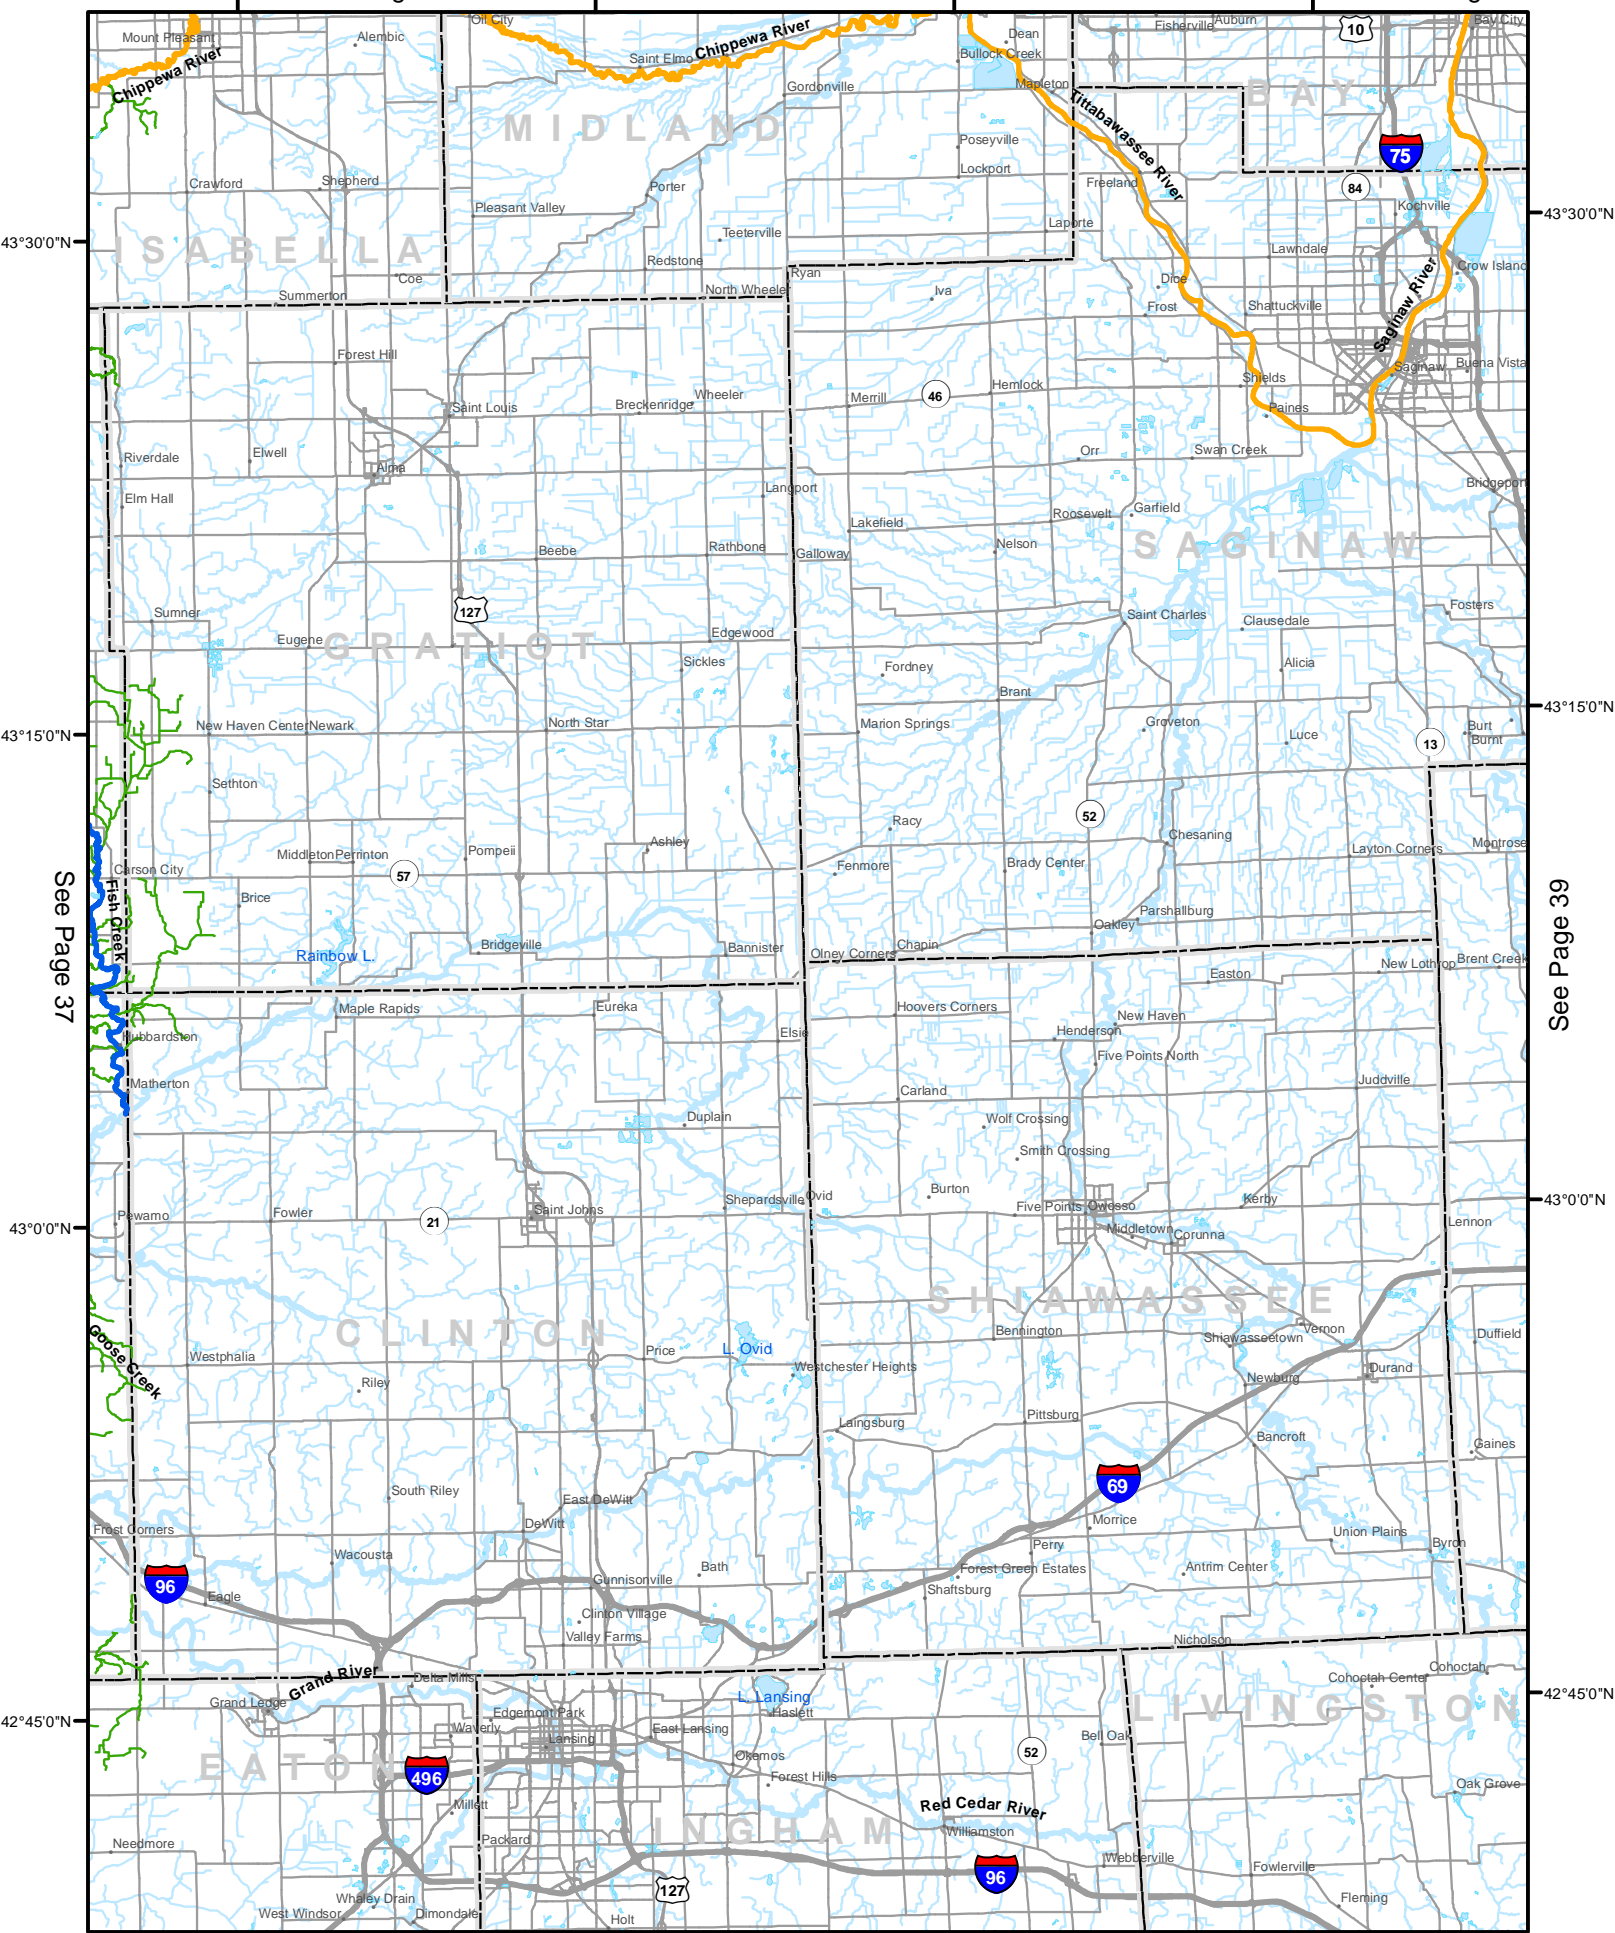 Oil City
Fisherville
Auburn
Bay City
Mount Pleasant
Alembic
Dean
10
Chippewa River
Saint Elmo
Chippewa River
Bullock Creek
Gordonville
Mapleton
BAY
MIDLAND
Tittabawassee River
Poseyville
75
Lockport
Crawford
Shepherd
Porter
Freeland
84
Pleasant Valley
Kochville
43°30'0"N
43°30'0"N
Teeterville
Laporte
ISABELLA
Lawndale
Redstone
Coe
Ryan
Dice
Crow Island
Summerton
North Wheeler
Iva
Frost
Shattuckville
Saginaw River
Forest Hill
Saginaw
Buena Vista
Hemlock
Shields
Saint Louis
Breckenridge
Wheeler
Merrill
46
Paines
Riverdale
Elwell
Alma
Orr
Swan Creek
Elm Hall
Langport
Bridgeport
Lakefield
Roosevelt
Garfield
Beebe
Rathbone
Galloway
Nelson
SAGINAW
Sumner
127
Saint Charles
Clausedale
Fosters
Eugene
GRATIOT
Edgewood
Sickles
Fordney
Alicia
Brant
New Haven Center
Newark
North Star
Marion Springs
Groveton
Luce
Burt
Burnt
13
43°15'0"N
43°15'0"N
Sethton
52
Racy
Chesaning
Middleton
Perrinton
Pompeii
Ashley
Layton Corners
Montrose
Carson City
57
Fenmore
Brady Center
See Page 37
Fish Creek
Brice
See Page 39
Parshallburg
Oakley
Rainbow L.
Bridgeville
Bannister
Olney Corners
Chapin
New Lothrop
Brent Creek
Easton
Maple Rapids
Eureka
Hoovers Corners
New Haven
Hubbardston
Elsie
Henderson
Five Points North
Matherton
Carland
Juddville
Duplain
Wolf Crossing
Smith Crossing
Burton
Shepardsville
Ovid
Kerby
Pewamo
Fowler
21
Saint Johns
Five Points
Owosso
Lennon
43°0'0"N
43°0'0"N
Middletown
Corunna
SHIAWASSEE
CLINTON
Goose Creek
Bennington
Shiawasseetown
Vernon
Duffield
Westphalia
Price
L. Ovid
Westchester Heights
Durand
Riley
Newburg
Laingsburg
Pittsburg
Bancroft
Gaines
South Riley
East DeWitt
69
Frost Corners
DeWitt
Morrice
Union Plains
Byron
Wacousta
Perry
Bath
Forest Green Estates
Antrim Center
96
Gunnisonville
Eagle
Shaftsburg
Clinton Village
Valley Farms
Nicholson
Grand River
Delta Mills
Cohoctah Center
Cohoctah
Grand Ledge
L. Lansing
Edgemont Park
Haslett
LIVINGSTON
42°45'0"N
42°45'0"N
Waverly
Lansing
East Lansing
Bell Oak
52
Okemos
EATON
496
Forest Hills
Oak Grove
Millett
Red Cedar River
Packard
INGHAM
Williamston
Needmore
Webberville
Fowlerville
96
127
Whaley Drain
West Windsor
Dimondale
Holt
Fleming